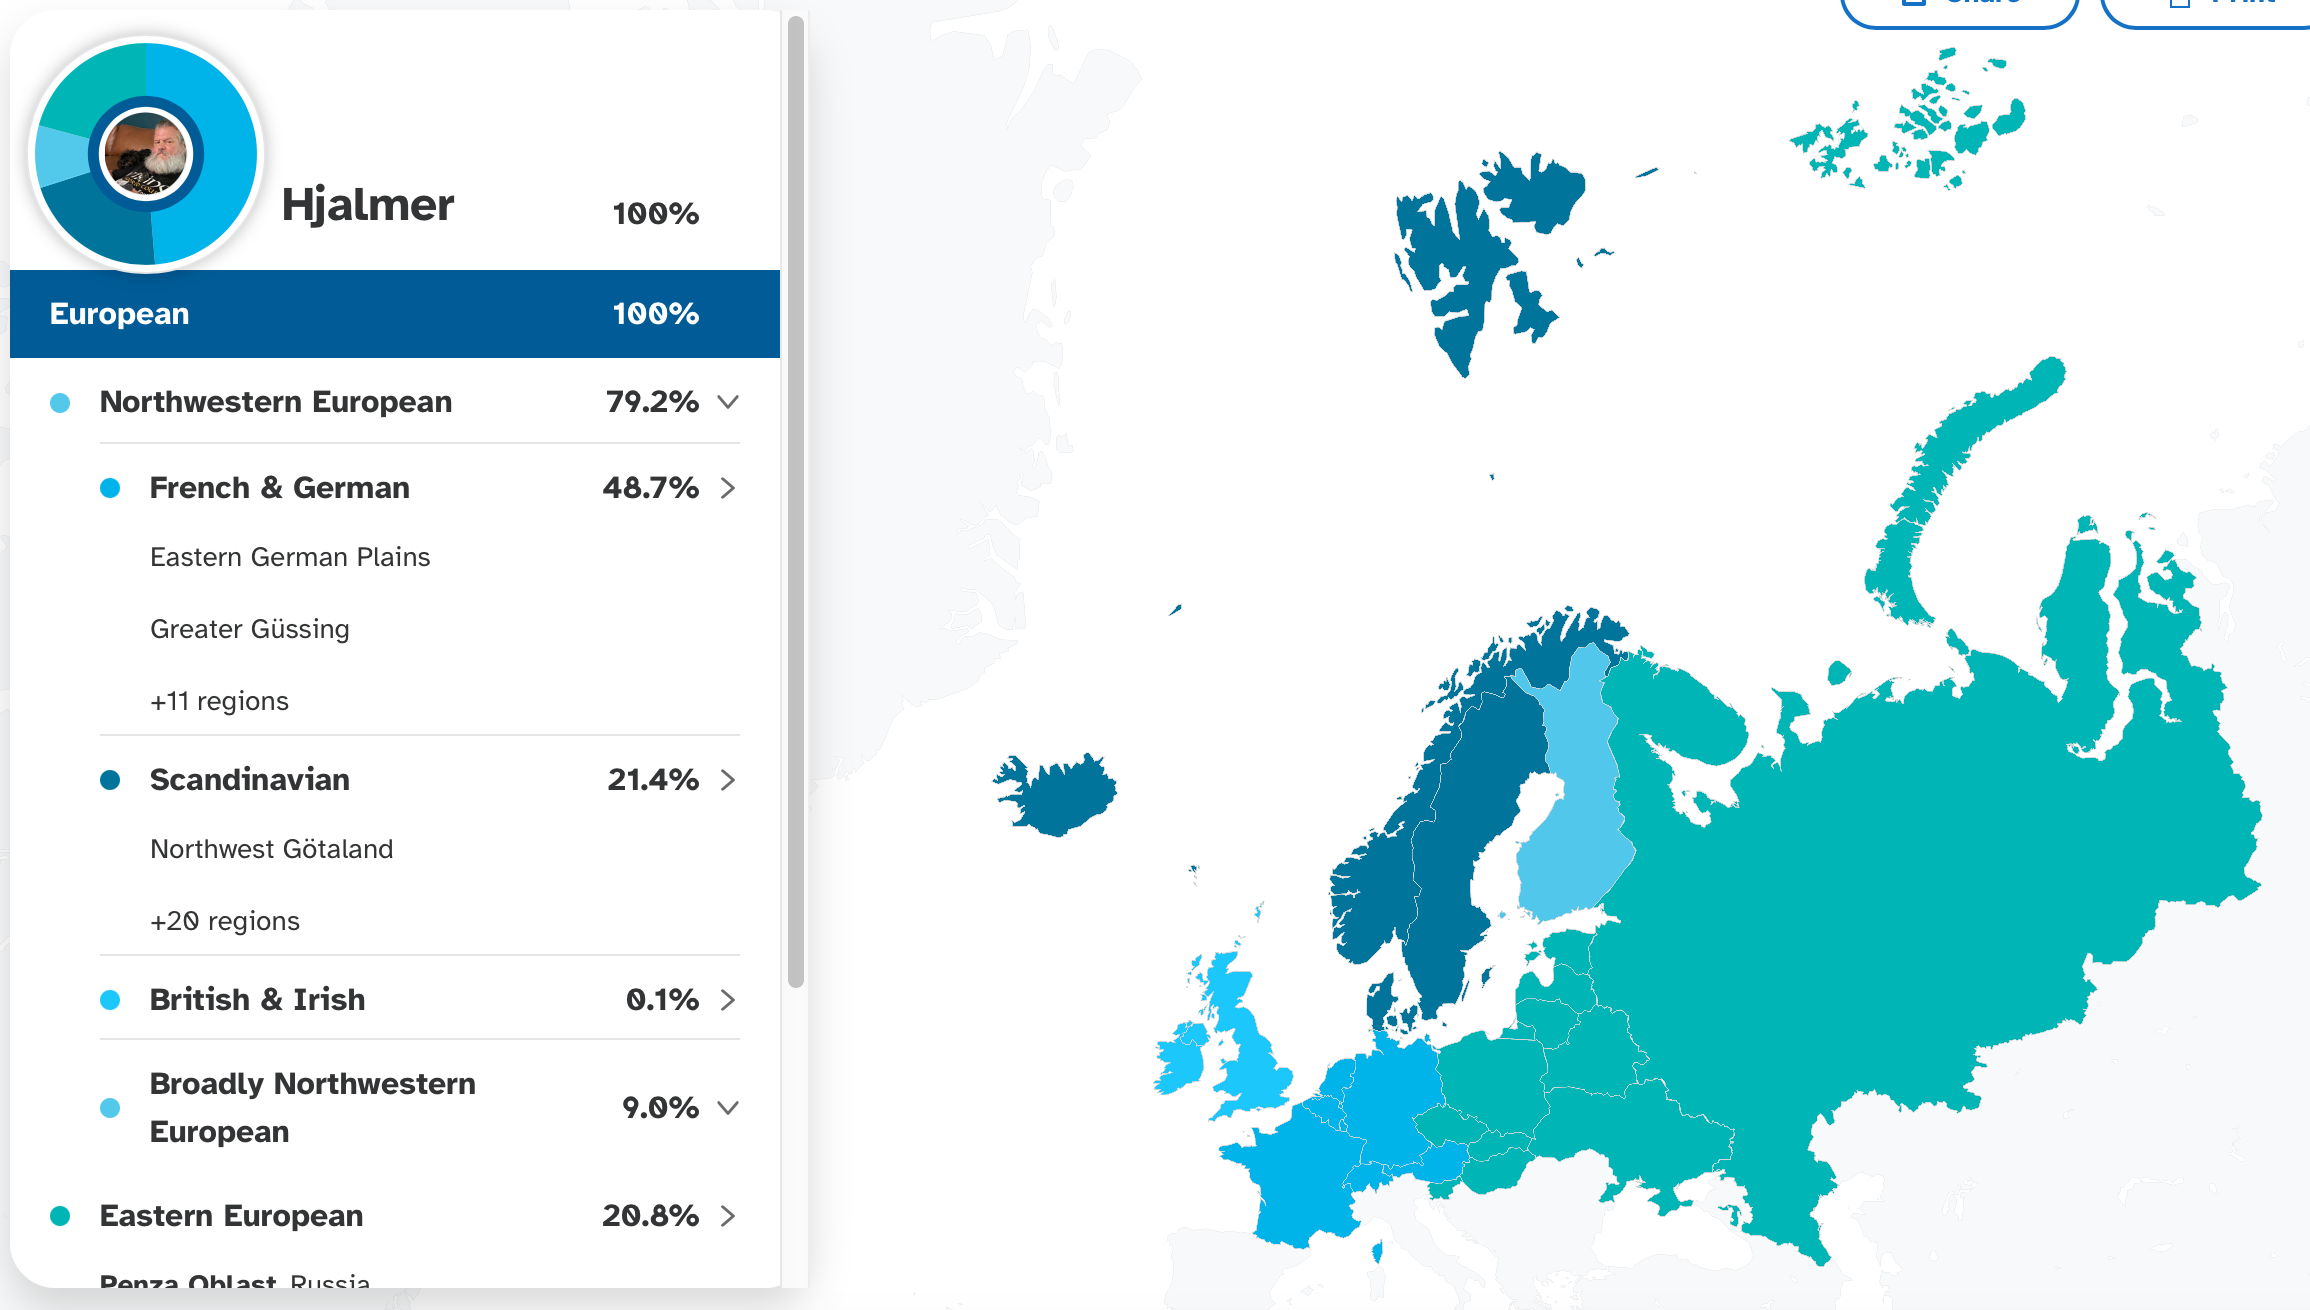 Share
Print
Hjalmer 100%
European 100%
Northwestern European 79.2%
French & German 48.7%
Eastern German Plains
Greater Güssing
+11 regions
Scandinavian 21.4%
Northwest Götaland
+20 regions
British & Irish 0.1%
Broadly Northwestern
European
9.0%
Eastern European 20.8%
Penza Oblast, Russia